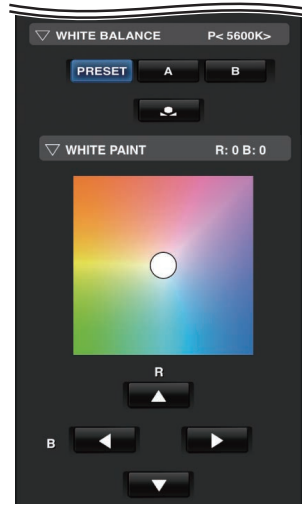 WHITE BALANCE P< 5600K>
PRESET A B
WHITE PAINT R: 0 B: 0
R
B